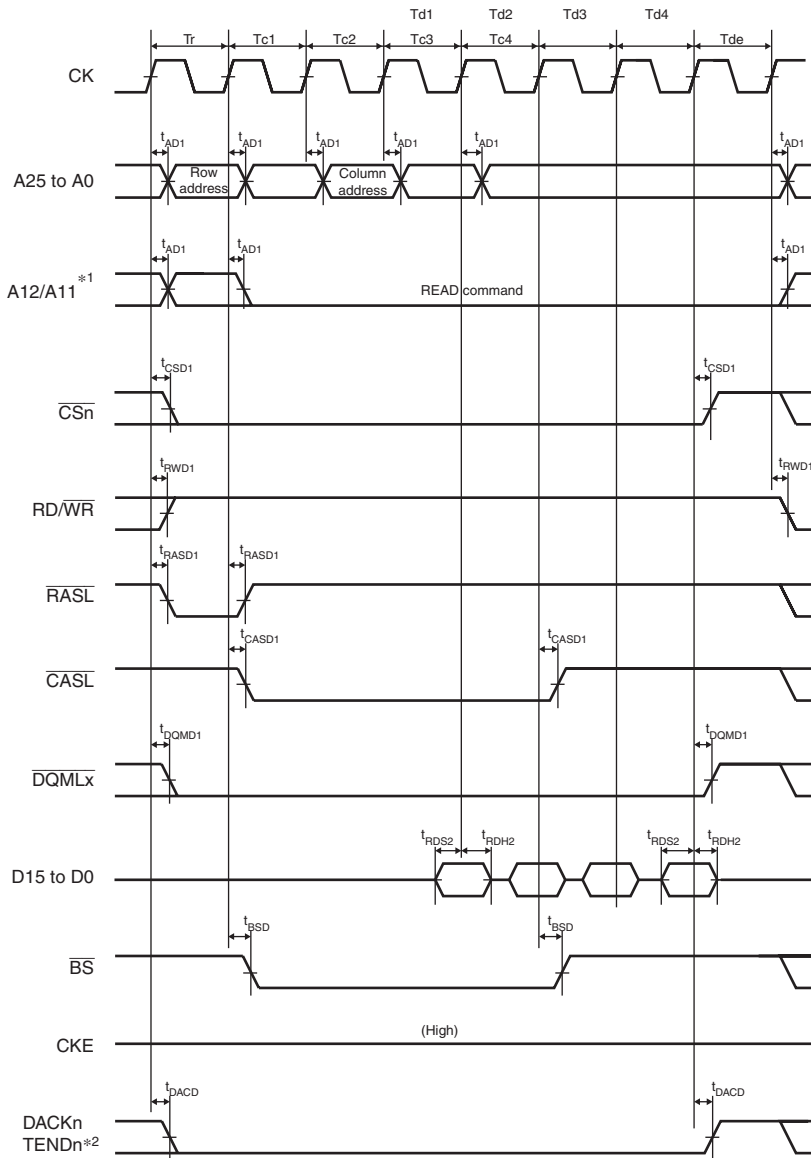 Td1 Td2 Td3 Td4
Tr Tc1 Tc2 Tc3 Tc4 Tde
CK
tAD1 tAD1 tAD1 tAD1 tAD1 tAD1
A25 to A0
Row
address
Column
address
tAD1 tAD1 tAD1
A12/A11 *1
READ command
tCSD1 tCSD1
CSn
tRWD1 tRWD1
RD/WR
tRASD1 tRASD1
RASL
tCASD1 tCASD1
CASL
tDQMD1 tDQMD1
DQMLx
tRDS2 tRDH2 tRDS2 tRDH2
D15 to D0
tBSD tBSD
BS
(High)
CKE
tDACD tDACD
DACKn
TENDn*2